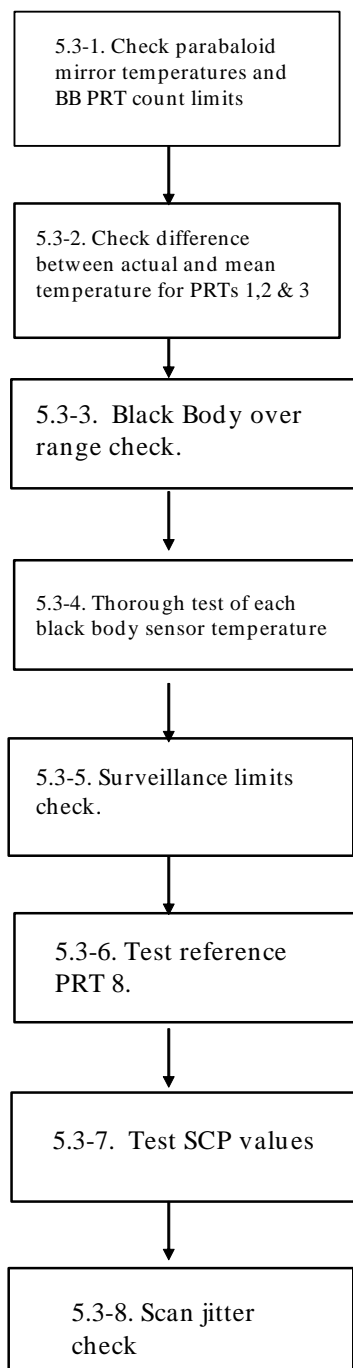 5.3-1. Check parabaloid
mirror temperatures and
BB PRT count limits
5.3-2. Check difference
between actual and mean
temperature for PRTs 1,2 & 3
5.3-3. Black Body over
range check.
5.3-4. Thorough test of each
black body sensor temperature
5.3-5. Surveillance limits
check.
5.3-6. Test reference
PRT 8.
5.3-7. Test SCP values
5.3-8. Scan jitter
check